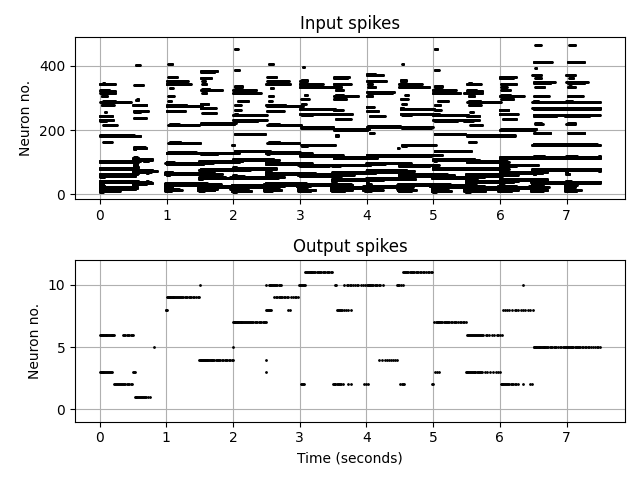 Input spikes
Neuron no.
400
200
0
0 1 2 3 4 5 6 7
Output spikes
Neuron no.
10
5
0
0 1 2 3 4 5 6 7
Time (seconds)